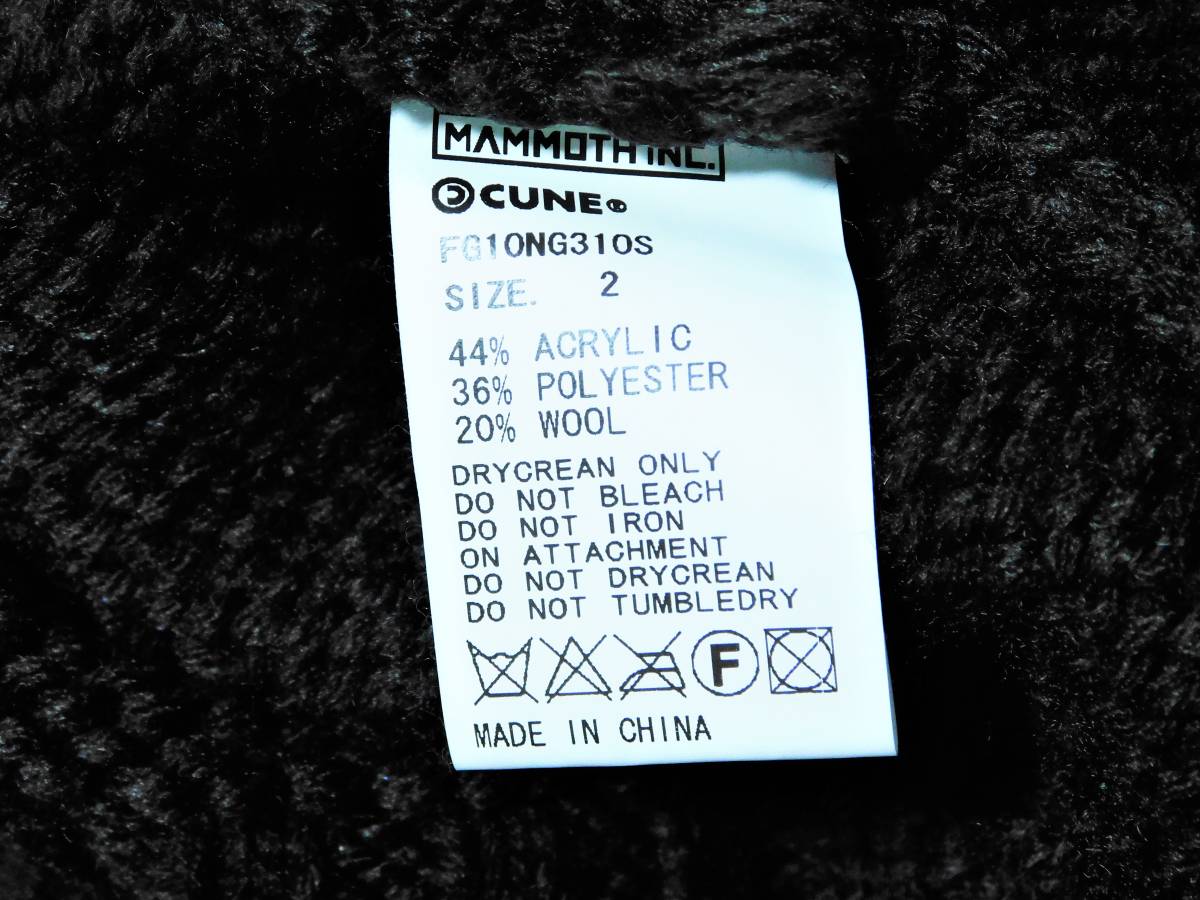 MAMMOTH INC.
CUNE®
FG10NG310S
SIZE. 2
44% ACRYLIC
36% POLYESTER
20% WOOL
DRYCREAN ONLY
DO NOT BLEACH
DO NOT IRON
ON ATTACHMENT
DO NOT DRYCREAN
DO NOT TUMBLEDRY
F
MADE IN CHINA